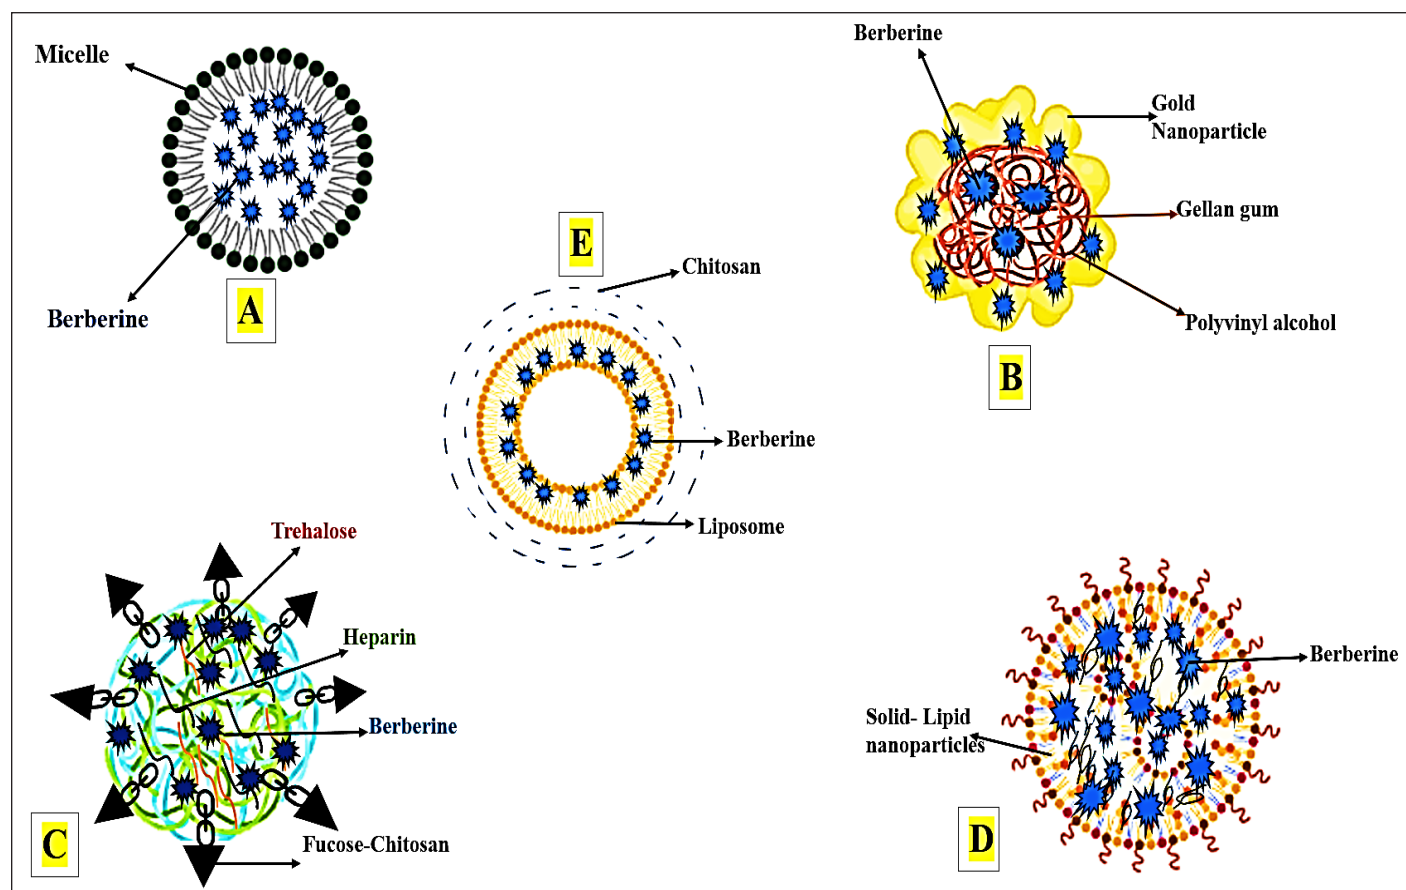 Micelle
Berberine
A
Berberine
Gold
Nanoparticle
Gellan gum
Polyvinyl alcohol
B
E
Chitosan
Berberine
Liposome
Trehalose
Heparin
Berberine
Fucose-Chitosan
C
Berberine
Solid- Lipid
nanoparticles
D